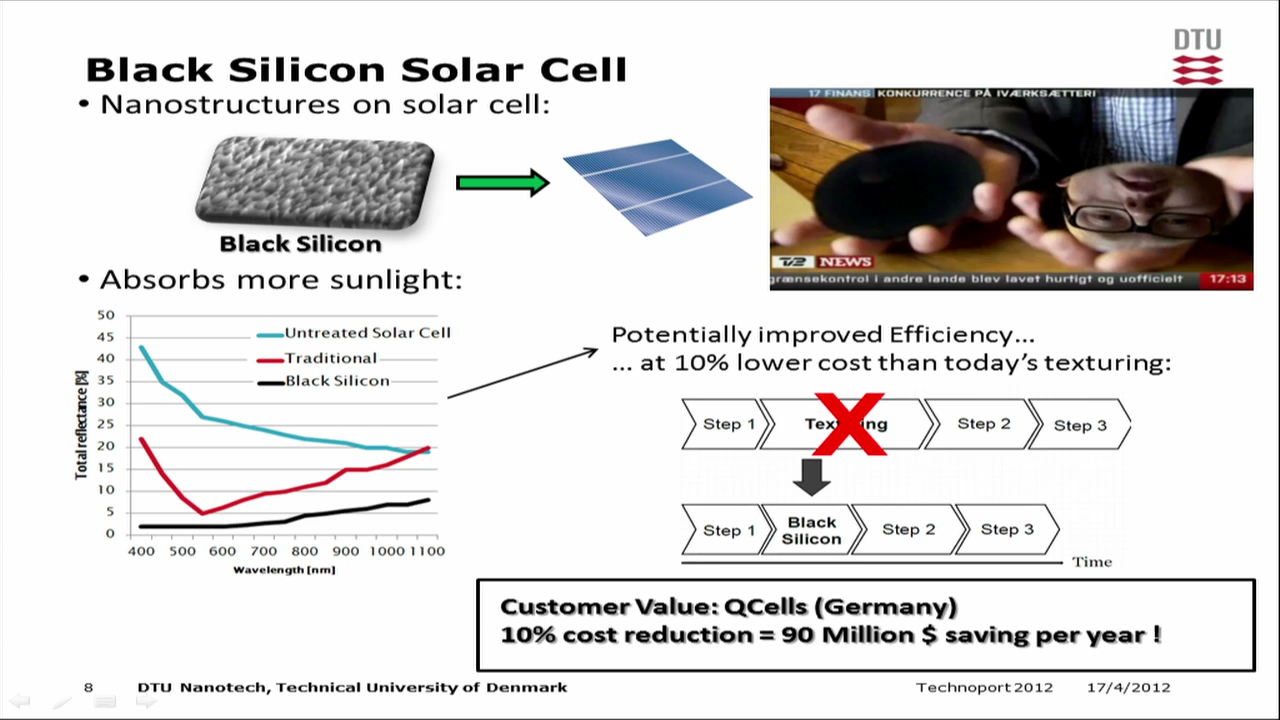 DTU
Black Silicon Solar Cell
• Nanostructures on solar cell:
17 FINANS KONKURRENCE PÅ IVÆRKSÆTTERI
Black Silicon
TV2 NEWS
grænsekontrol i andre lande blev lavet hurtigt og uofficielt 17:13
• Absorbs more sunlight:
50
45
40
35
30
25
20
15
10
5
0
Total reflectance [%]
Untreated Solar Cell
Traditional
Black Silicon
400 500 600 700 800 900 1000 1100
Wavelength [nm]
Potentially improved Efficiency...
... at 10% lower cost than today's texturing:
Step 1 Texturing Step 2 Step 3
Step 1 Black Silicon Step 2 Step 3
Time
Customer Value: QCells (Germany)
10% cost reduction = 90 Million $ saving per year !
8 DTU Nanotech, Technical University of Denmark Technoport 2012 17/4/2012